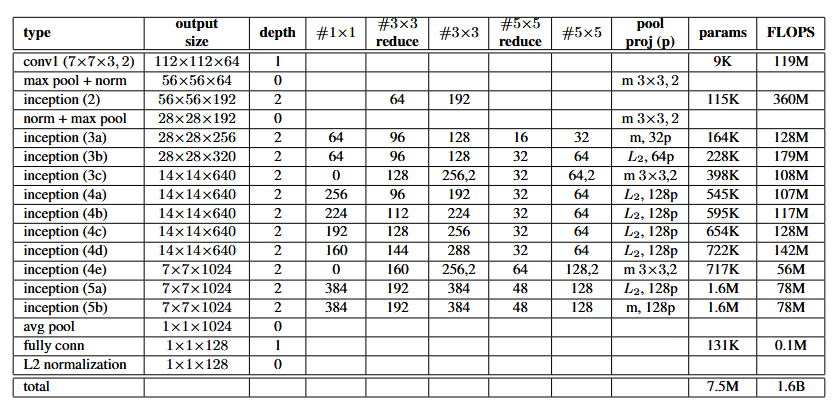 type output size depth #1×1 #3×3 reduce #3×3 #5×5 reduce #5×5 pool proj (p) params FLOPS
conv1 (7×7×3, 2) 112×112×64 1 9K 119M
max pool + norm 56×56×64 0 m 3×3, 2
inception (2) 56×56×192 2 64 192 115K 360M
norm + max pool 28×28×192 0 m 3×3, 2
inception (3a) 28×28×256 2 64 96 128 16 32 m, 32p 164K 128M
inception (3b) 28×28×320 2 64 96 128 32 64 L₂, 64p 228K 179M
inception (3c) 14×14×640 2 0 128 256,2 32 64,2 m 3×3,2 398K 108M
inception (4a) 14×14×640 2 256 96 192 32 64 L₂, 128p 545K 107M
inception (4b) 14×14×640 2 224 112 224 32 64 L₂, 128p 595K 117M
inception (4c) 14×14×640 2 192 128 256 32 64 L₂, 128p 654K 128M
inception (4d) 14×14×640 2 160 144 288 32 64 L₂, 128p 722K 142M
inception (4e) 7×7×1024 2 0 160 256,2 64 128,2 m 3×3,2 717K 56M
inception (5a) 7×7×1024 2 384 192 384 48 128 L₂, 128p 1.6M 78M
inception (5b) 7×7×1024 2 384 192 384 48 128 m, 128p 1.6M 78M
avg pool 1×1×1024 0
fully conn 1×1×128 1 131K 0.1M
L2 normalization 1×1×128 0
total 7.5M 1.6B